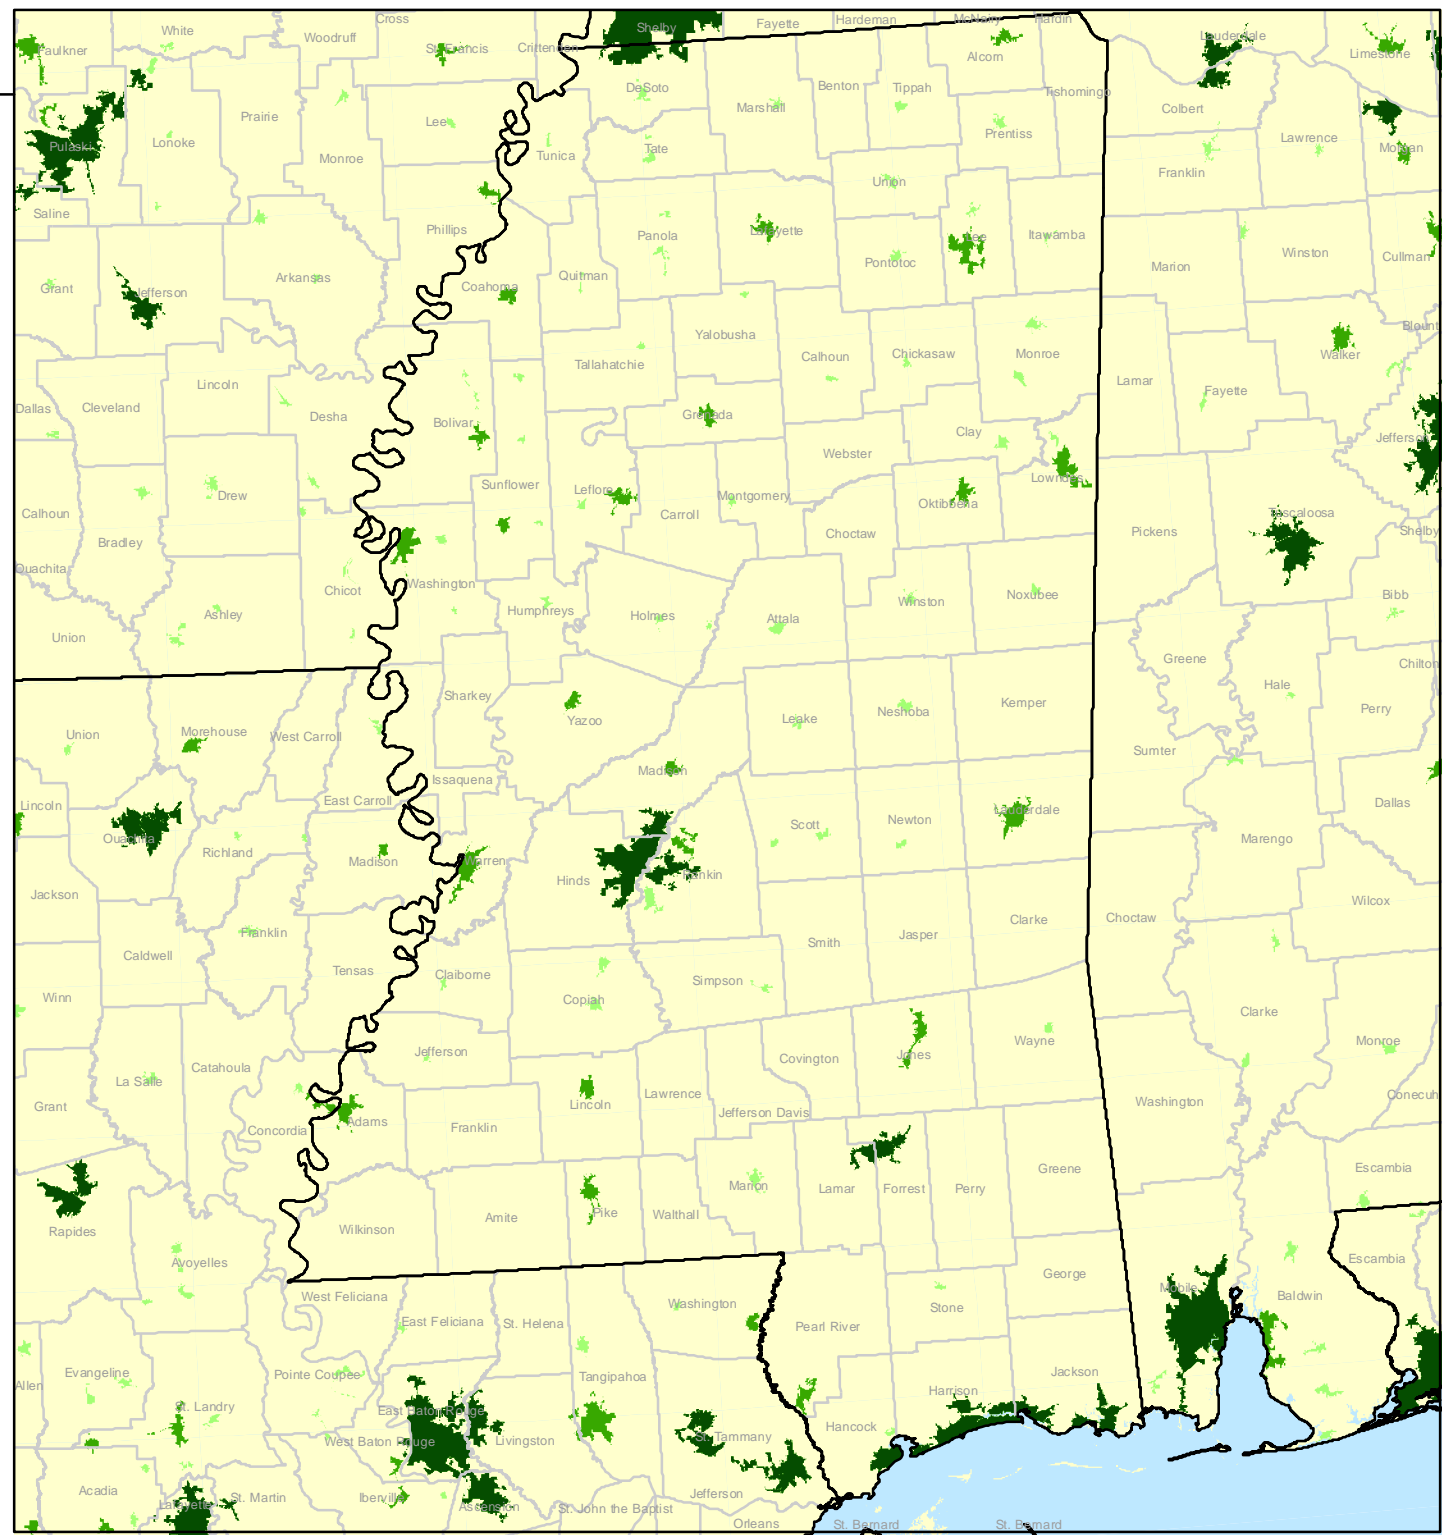 Cross
Fayette
Hardeman
McNairy
Hardin
White
Woodruff
Shelby
Lauderdale
Faulkner
St. Francis
Crittenden
Alcorn
Limestone
DeSoto
Benton
Tippah
Tishomingo
Marshall
Colbert
Prairie
Lee
Prentiss
Lawrence
Pulaski
Lonoke
Monroe
Tunica
Tate
Morgan
Union
Franklin
Saline
Phillips
Panola
Lafayette
Lee
Itawamba
Winston
Cullman
Pontotoc
Marion
Grant
Jefferson
Arkansas
Coahoma
Quitman
Blount
Yalobusha
Calhoun
Chickasaw
Monroe
Walker
Tallahatchie
Lincoln
Lamar
Fayette
Dallas
Cleveland
Desha
Bolivar
Grenada
Clay
Jefferson
Webster
Sunflower
Leflore
Montgomery
Oktibbeha
Lowndes
Drew
Calhoun
Carroll
Tuscaloosa
Bradley
Choctaw
Pickens
Shelby
Ouachita
Chicot
Washington
Ashley
Humphreys
Holmes
Attala
Winston
Noxubee
Bibb
Union
Greene
Chilton
Sharkey
Hale
Union
Morehouse
West Carroll
Yazoo
Leake
Neshoba
Kemper
Perry
Sumter
Madison
Issaquena
Lincoln
East Carroll
Dallas
Ouachita
Richland
Scott
Newton
Lauderdale
Marengo
Madison
Warren
Hinds
Rankin
Jackson
Wilcox
Franklin
Clarke
Choctaw
Caldwell
Smith
Jasper
Tensas
Claiborne
Simpson
Winn
Copiah
Clarke
Jefferson
Covington
Jones
Wayne
Monroe
La Salle
Catahoula
Lincoln
Lawrence
Conecuh
Grant
Jefferson Davis
Washington
Concordia
Adams
Franklin
Escambia
Greene
Marion
Lamar
Forrest
Perry
Rapides
Wilkinson
Amite
Pike
Walthall
Avoyelles
Escambia
George
Mobile
Baldwin
West Feliciana
Washington
Stone
East Feliciana
St. Helena
Pearl River
Evangeline
Pointe Coupee
Tangipahoa
Jackson
Allen
Harrison
St. Landry
East Baton Rouge
Hancock
West Baton Rouge
Livingston
St. Tammany
Acadia
St. Martin
Iberville
Jefferson
Lafayette
Ascension
St. John the Baptist
Orleans
St. Bernard
St. Bernard